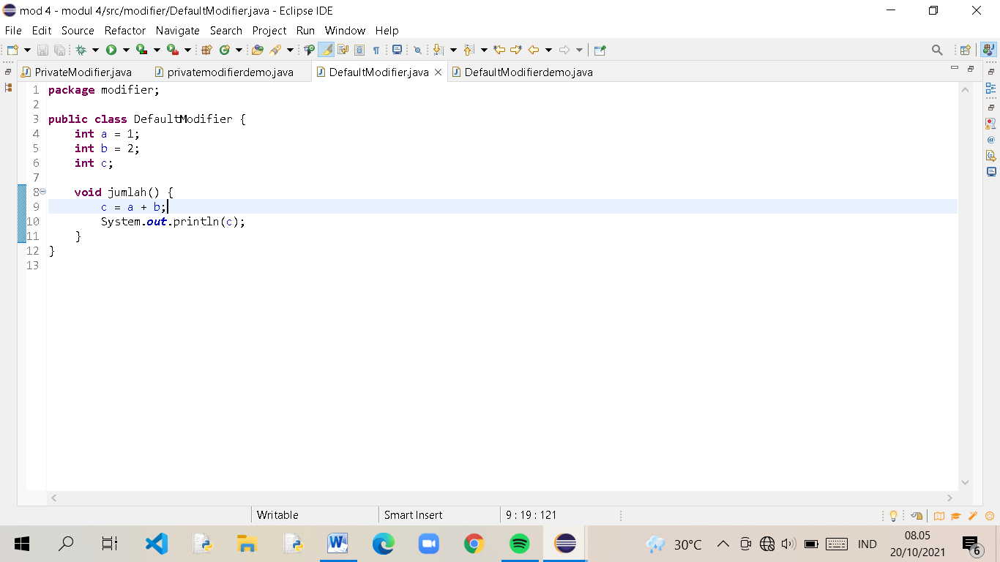 mod 4 - modul 4/src/modifier/DefaultModifier.java - Eclipse IDE
File Edit Source Refactor Navigate Search Project Run Window Help
PrivateModifier.java privatemodifierdemo.java DefaultModifier.java DefaultModifierdemo.java
1 package modifier;
2
3 public class DefaultModifier {
4 int a = 1;
5 int b = 2;
6 int c;
7
8 void jumlah() {
9 c = a + b;
10 System.out.println(c);
11 }
12 }
13
Writable Smart Insert 9 : 19 : 121
30°C IND 08.05
20/10/2021 6